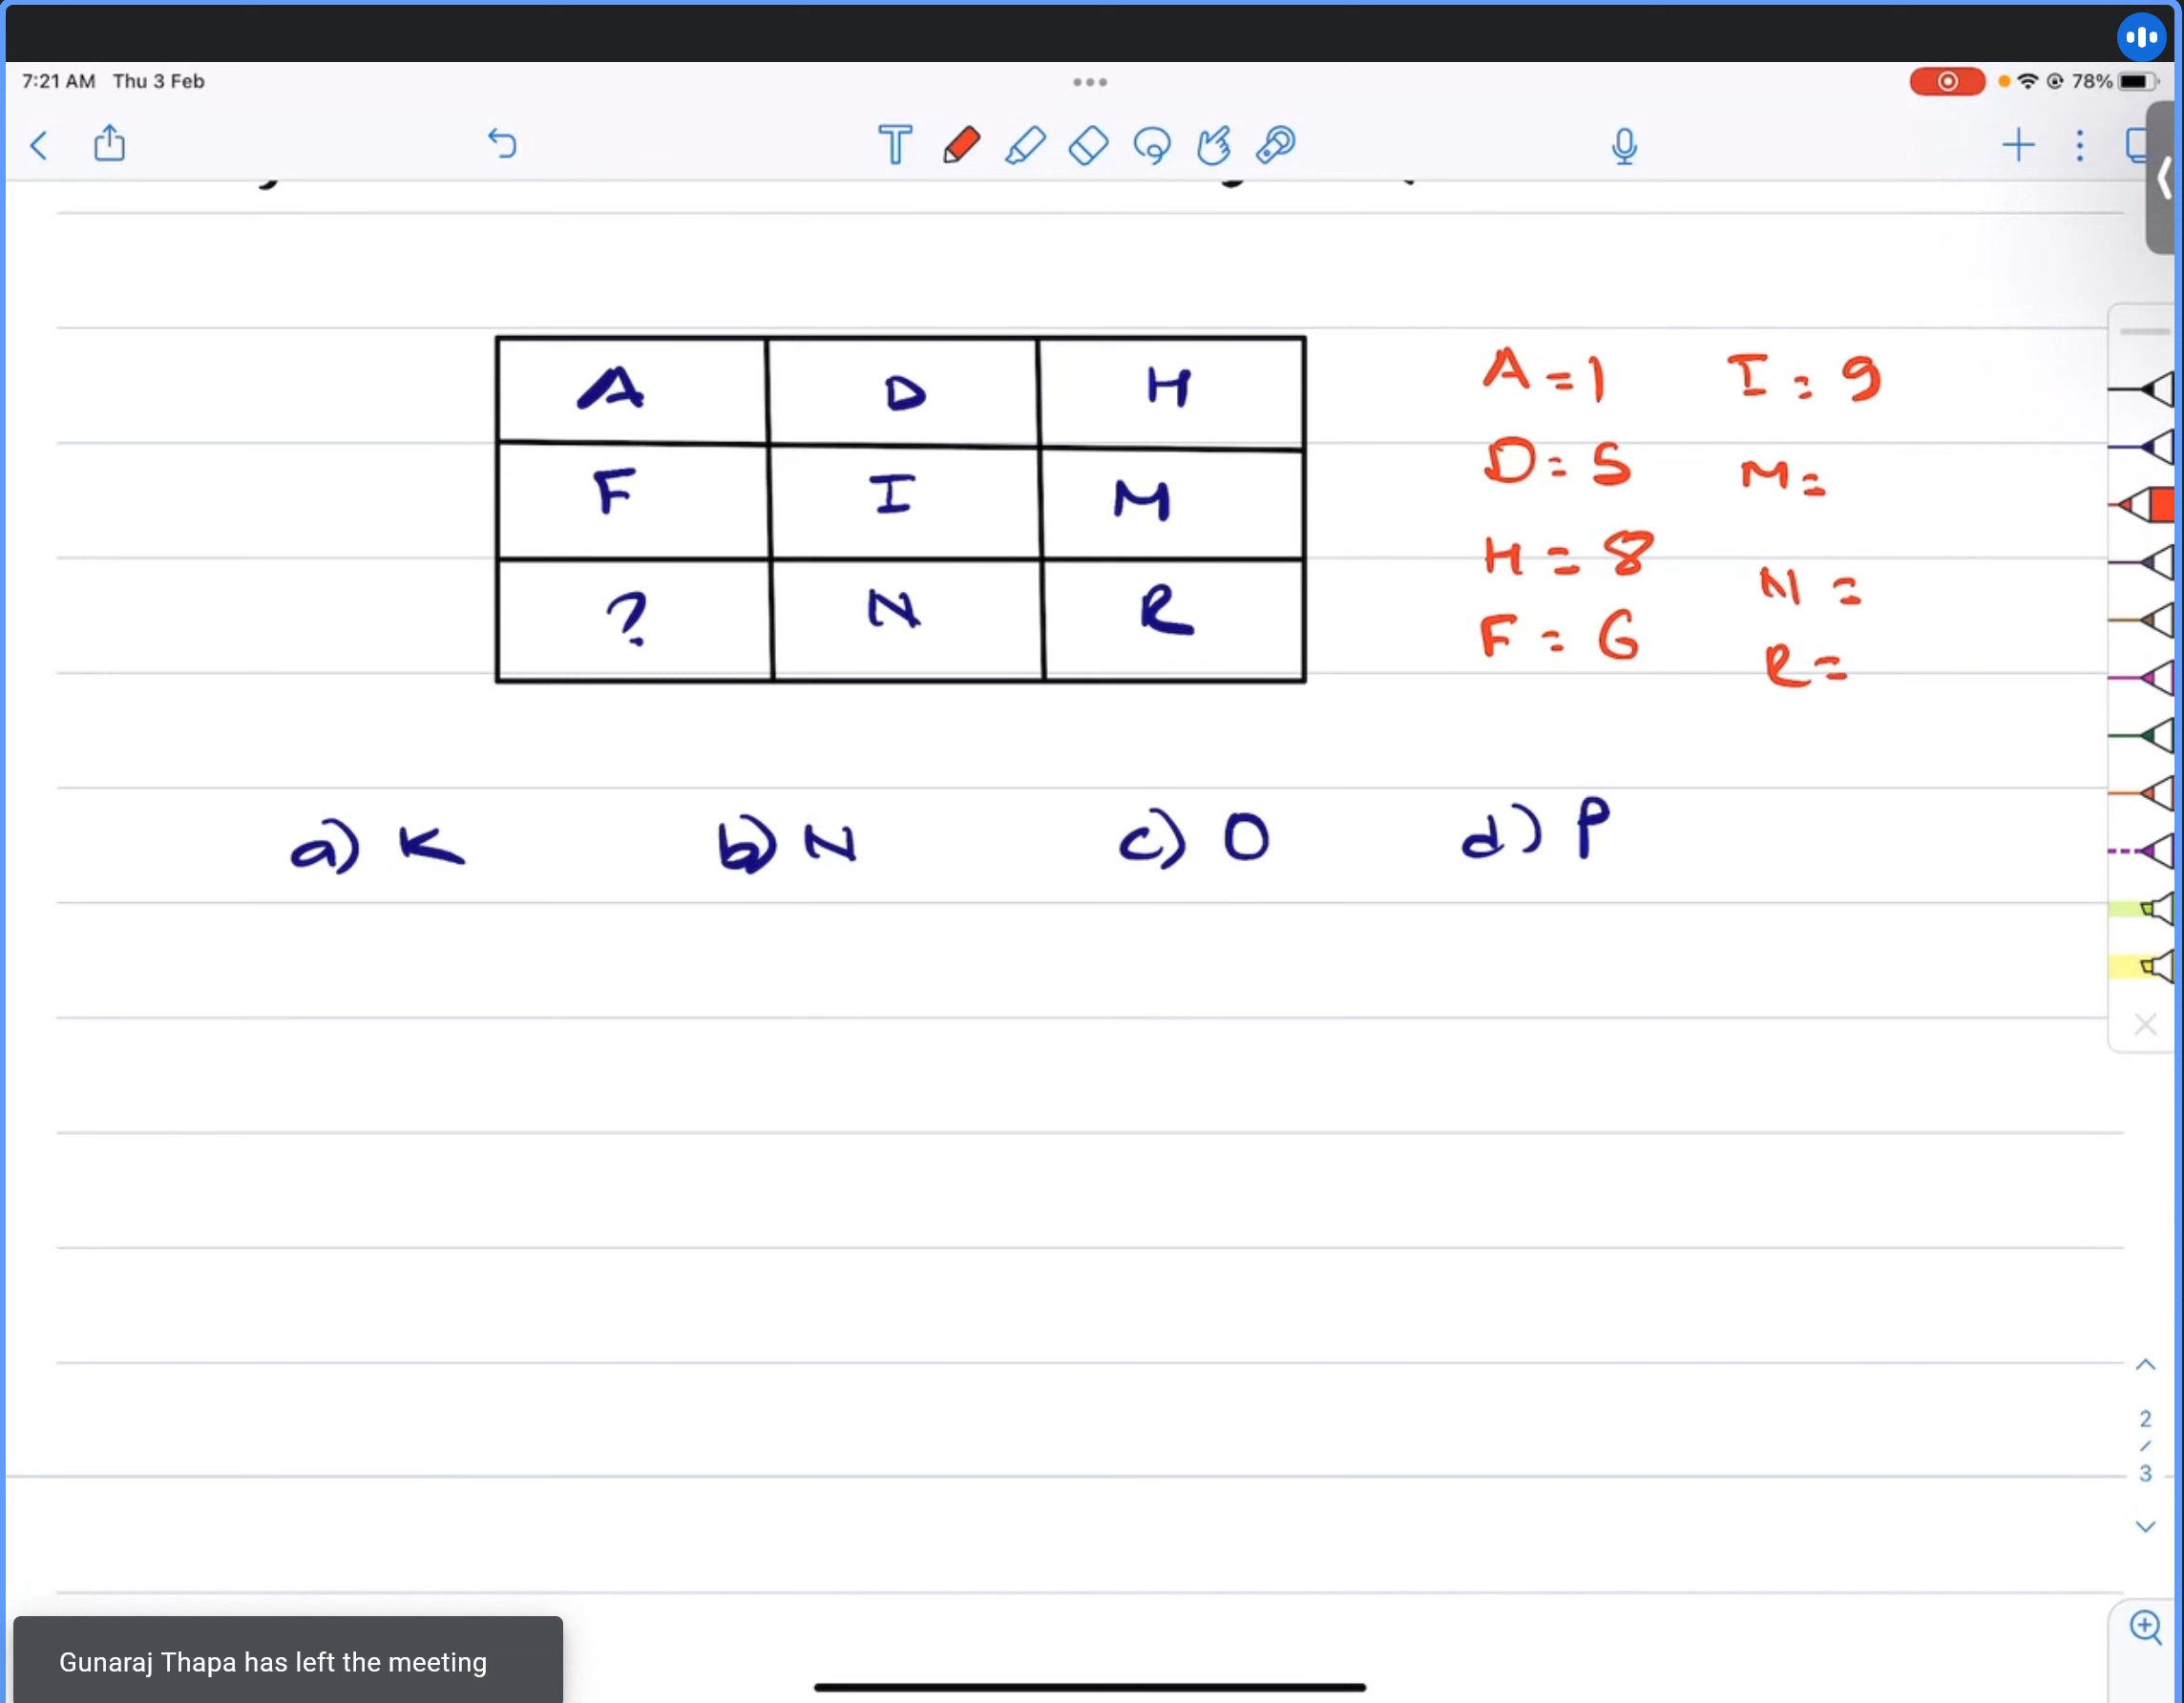 7:21 AM Thu 3 Feb
78%
A D H
F I M
? N R
A = 1 I = 9
D = 5 M =
H = 8 N =
F = 6 R =
a) K b) N c) O d) P
2
/
3
Gunaraj Thapa has left the meeting